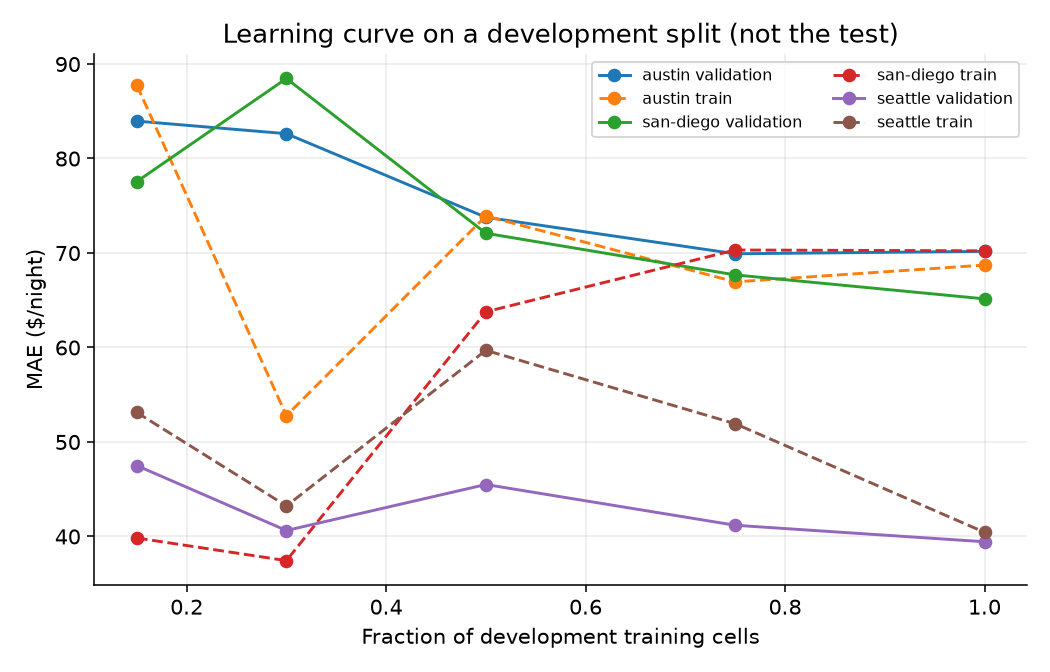 Learning curve on a development split (not the test)
austin validation
austin train
san-diego validation
san-diego train
seattle validation
seattle train
MAE ($/night)
90
80
70
60
50
40
0.2 0.4 0.6 0.8 1.0
Fraction of development training cells